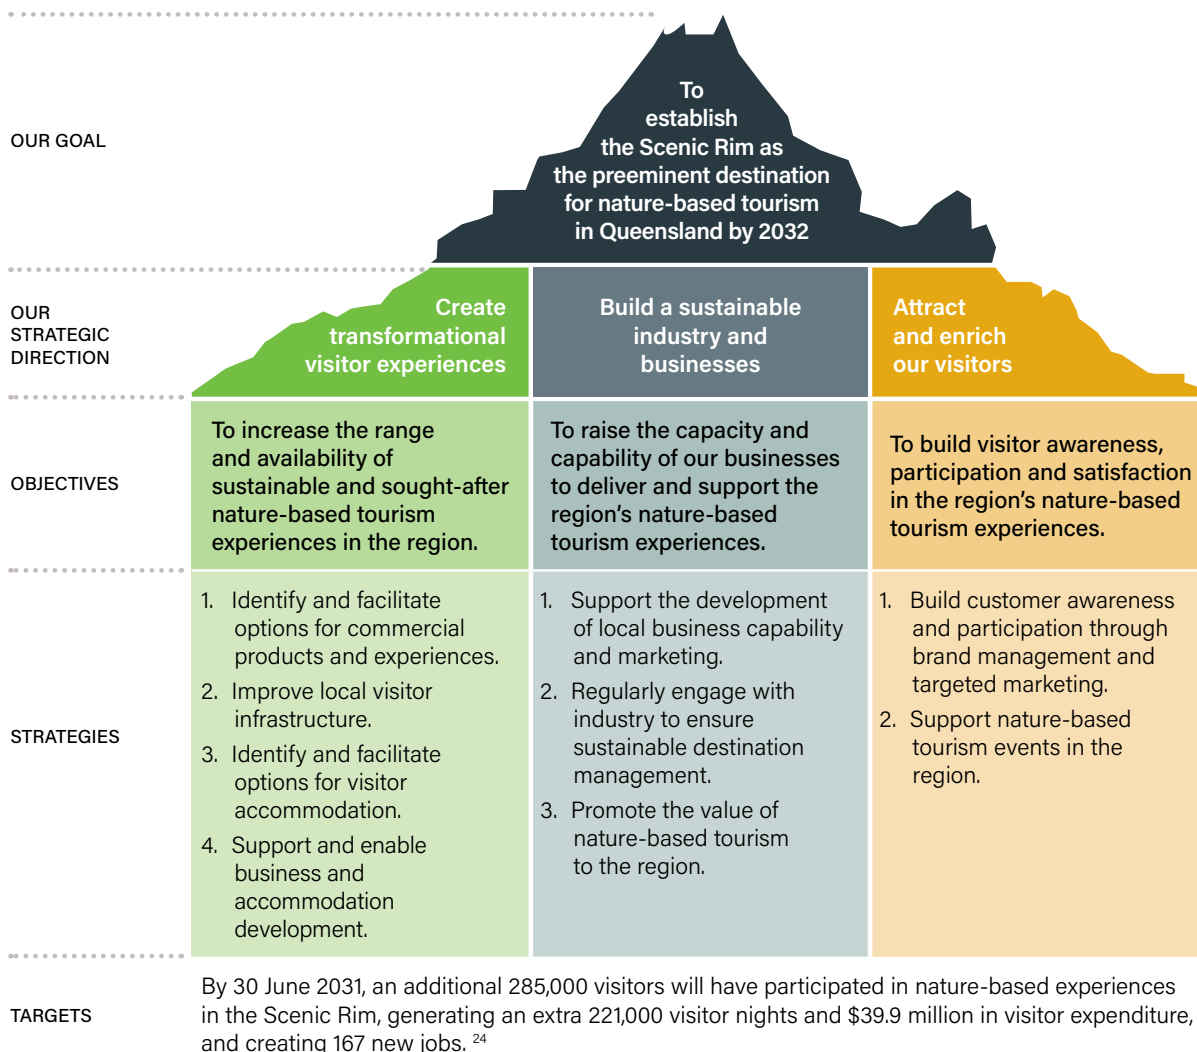 OUR GOAL
To
establish
the Scenic Rim as
the preeminent destination
for nature-based tourism
in Queensland by 2032
OUR
STRATEGIC
DIRECTION
Create
transformational
visitor experiences
Build a sustainable
industry and
businesses
Attract
and enrich
our visitors
OBJECTIVES
To increase the range
and availability of
sustainable and sought-after
nature-based tourism
experiences in the region.
To raise the capacity and
capability of our businesses
to deliver and support the
region's nature-based
tourism experiences.
To build visitor awareness,
participation and satisfaction
in the region's nature-based
tourism experiences.
STRATEGIES
1. Identify and facilitate
options for commercial
products and experiences.
2. Improve local visitor
infrastructure.
3. Identify and facilitate
options for visitor
accommodation.
4. Support and enable
business and
accommodation
development.
1. Support the development
of local business capability
and marketing.
2. Regularly engage with
industry to ensure
sustainable destination
management.
3. Promote the value of
nature-based tourism
to the region.
1. Build customer awareness
and participation through
brand management and
targeted marketing.
2. Support nature-based
tourism events in the
region.
TARGETS
By 30 June 2031, an additional 285,000 visitors will have participated in nature-based experiences
in the Scenic Rim, generating an extra 221,000 visitor nights and $39.9 million in visitor expenditure,
and creating 167 new jobs. 24